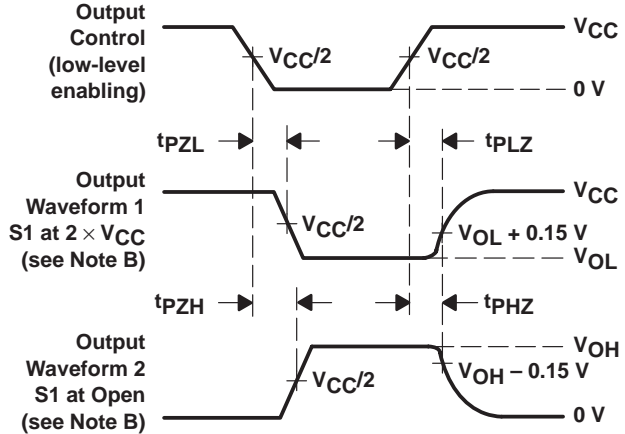 Output
Control
(low-level
enabling)
VCC/2
VCC/2
VCC
0 V
tPZL
tPLZ
Output
Waveform 1
S1 at 2 × VCC
(see Note B)
VCC/2
VCC
VOL + 0.15 V
VOL
tPZH
tPHZ
Output
Waveform 2
S1 at Open
(see Note B)
VCC/2
VOH
VOH – 0.15 V
0 V